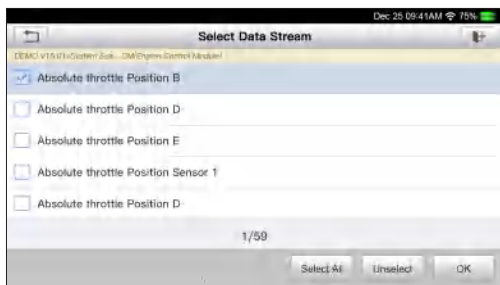 Dec 25 09:41AM 75%
Select Data Stream
Absolute throttle Position B
Absolute throttle Position D
Absolute throttle Position E
Absolute throttle Position Sensor 1
Absolute throttle Position D
1/59
Select All Unselect OK